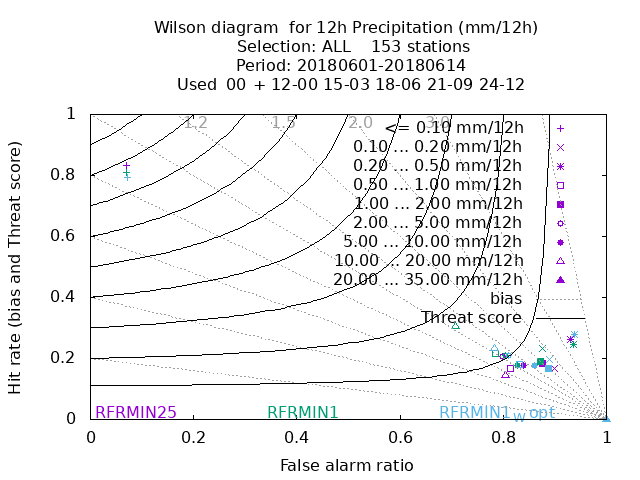 Wilson diagram  for 12h Precipitation (mm/12h)
Selection: ALL    153 stations
Period: 20180601-20180614
Used  00 + 12-00 15-03 18-06 21-09 24-12
1.2 1.5 2.0 3.0
<= 0.10 mm/12h
0.10 ... 0.20 mm/12h
0.20 ... 0.50 mm/12h
0.50 ... 1.00 mm/12h
1.00 ... 2.00 mm/12h
2.00 ... 5.00 mm/12h
5.00 ... 10.00 mm/12h
10.00 ... 20.00 mm/12h
20.00 ... 35.00 mm/12h
bias
Threat score
1
0.8
0.6
0.4
0.2
0
Hit rate (bias and Threat score)
RFRMIN25 RFRMIN1 RFRMIN1w opt
0 0.2 0.4 0.6 0.8 1
False alarm ratio